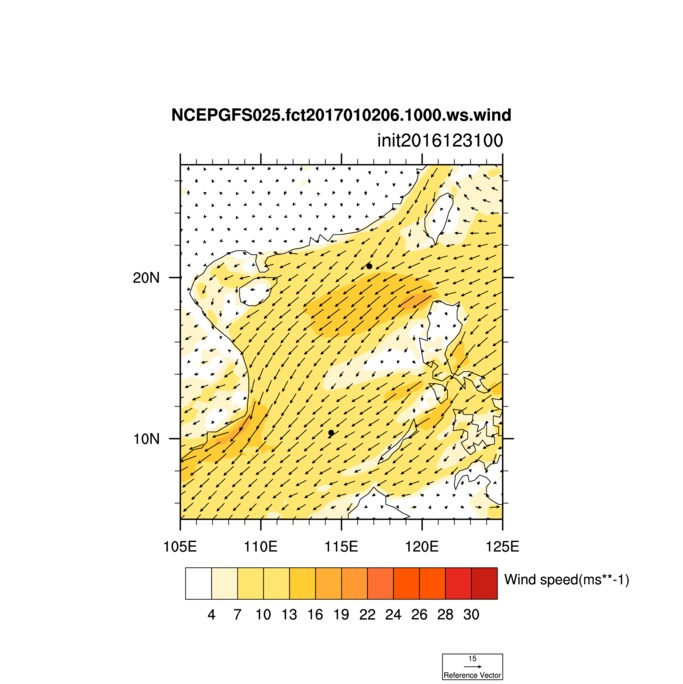 NCEPGFS025.fct2017010206.1000.ws.wind
init2016123100
20N
10N
105E 110E 115E 120E 125E
Wind speed(ms**-1)
4 7 10 13 16 19 22 24 26 28 30
15
Reference Vector